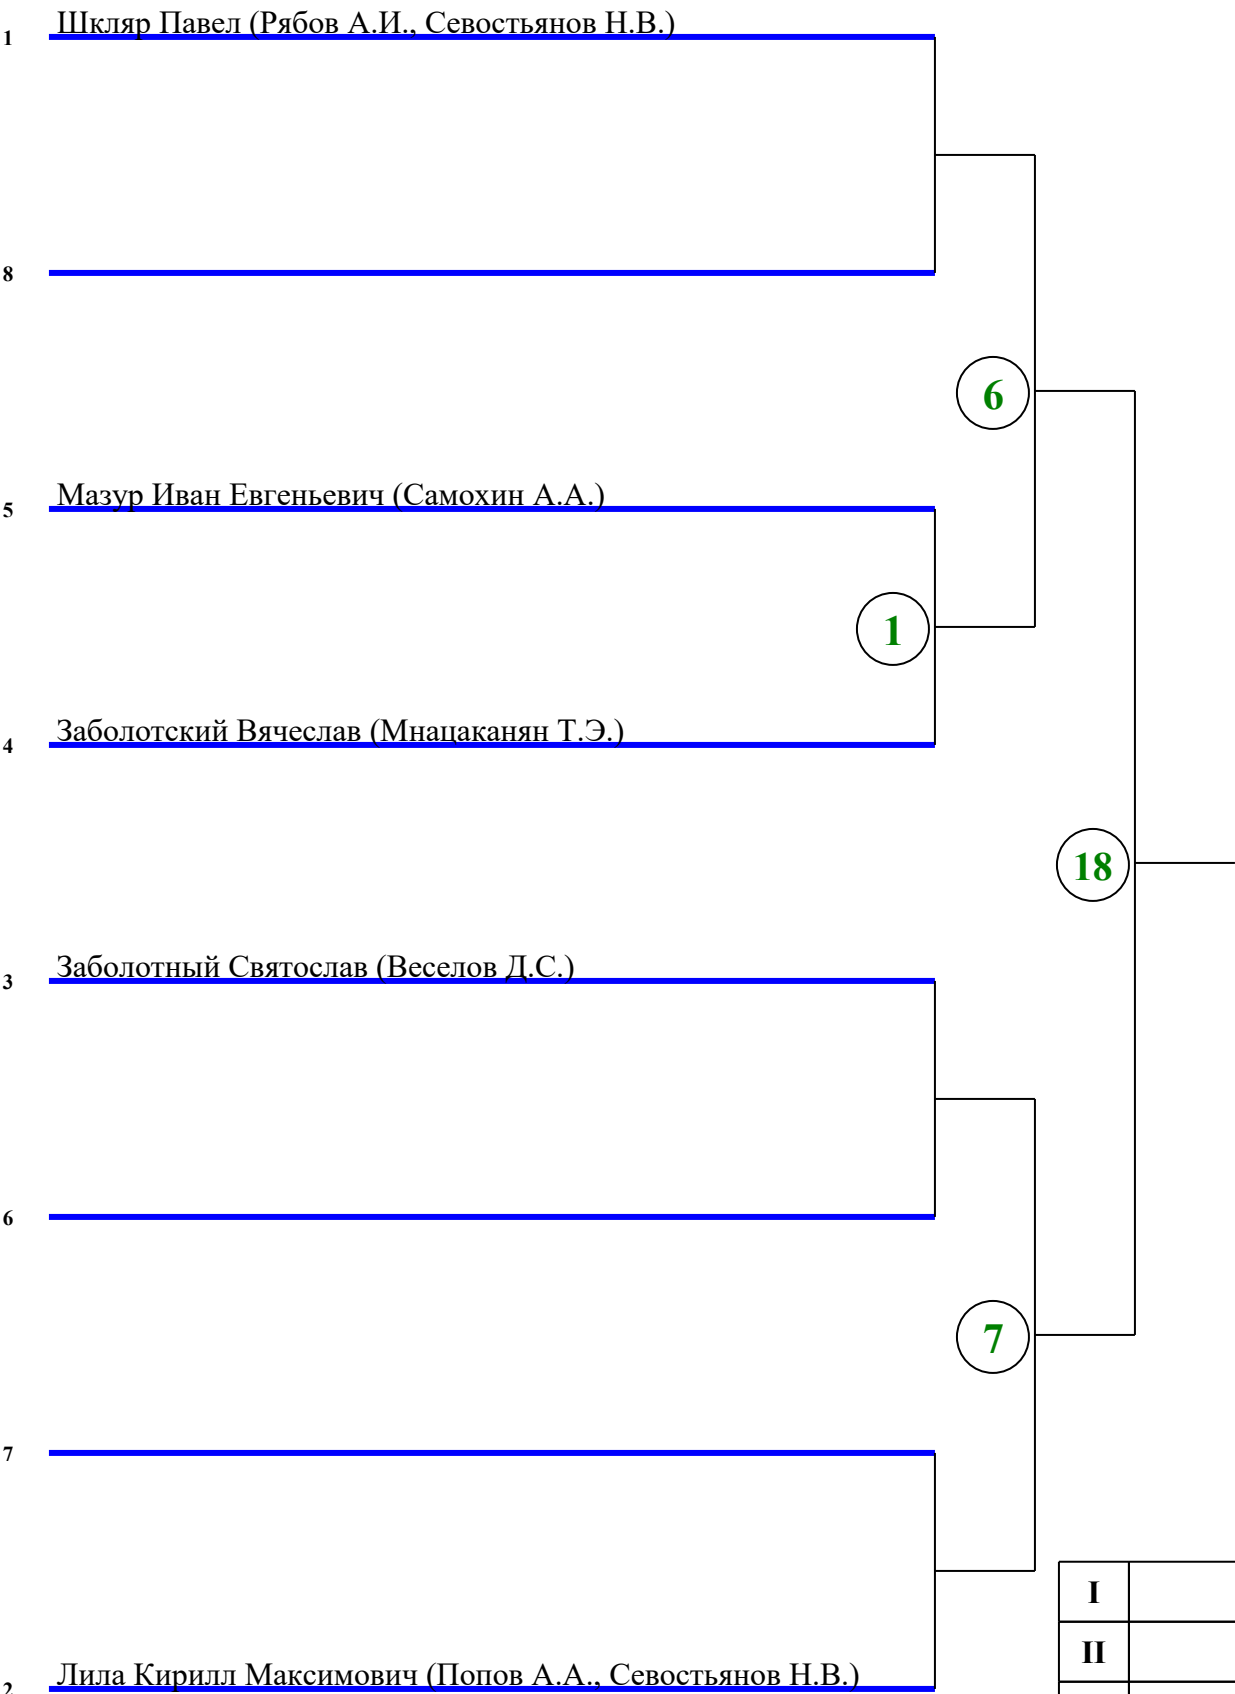 Шкляр Павел (Рябов А.И., Севостьянов Н.В.)
1
8
6
Мазур Иван Евгеньевич (Самохин А.А.)
5
1
Заболотский Вячеслав (Мнацаканян Т.Э.)
4
18
Заболотный Святослав (Веселов Д.С.)
3
6
7
7
I
II
Лила Кирилл Максимович (Попов А.А., Севостьянов Н.В.)
2